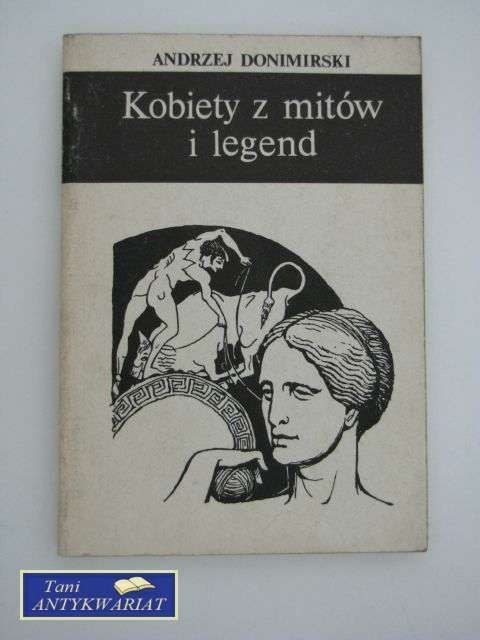 ANDRZEJ DONIMIRSKI
Kobiety z mitów
i legend
Tani
ANTYKWARIAT